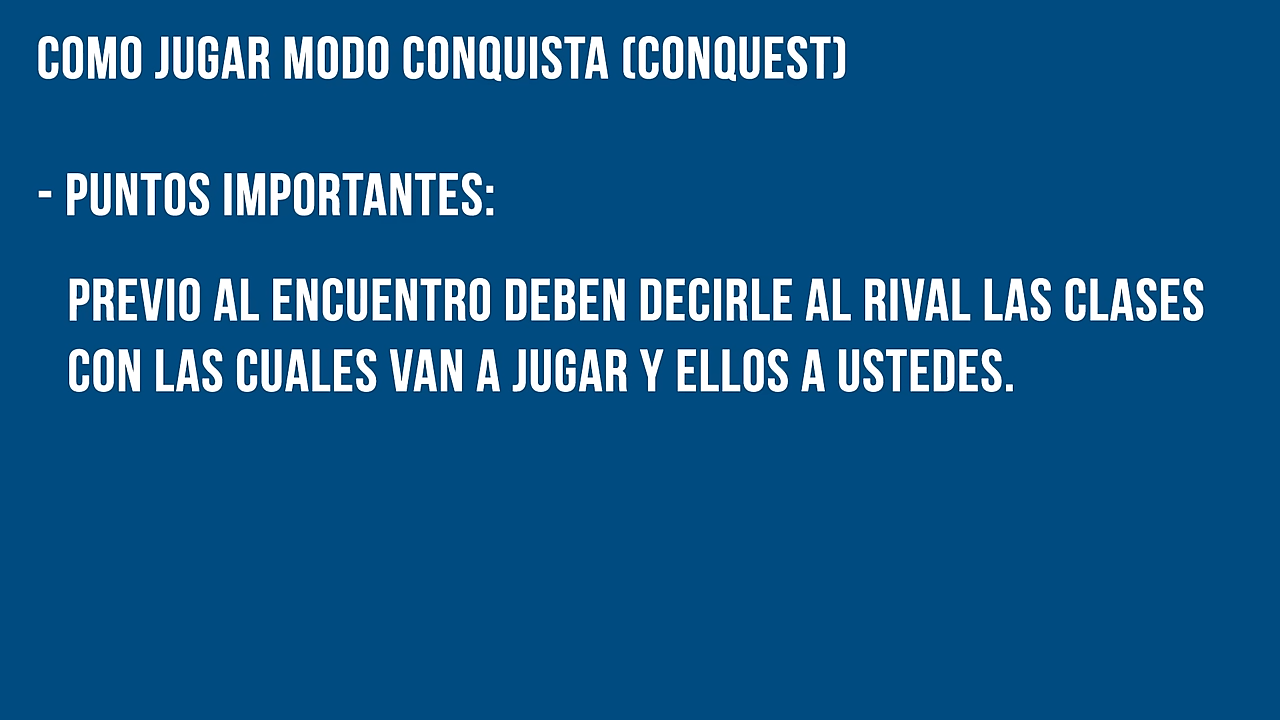 COMO JUGAR MODO CONQUISTA (CONQUEST)
- PUNTOS IMPORTANTES:
PREVIO AL ENCUENTRO DEBEN DECIRLE AL RIVAL LAS CLASES
CON LAS CUALES VAN A JUGAR Y ELLOS A USTEDES.